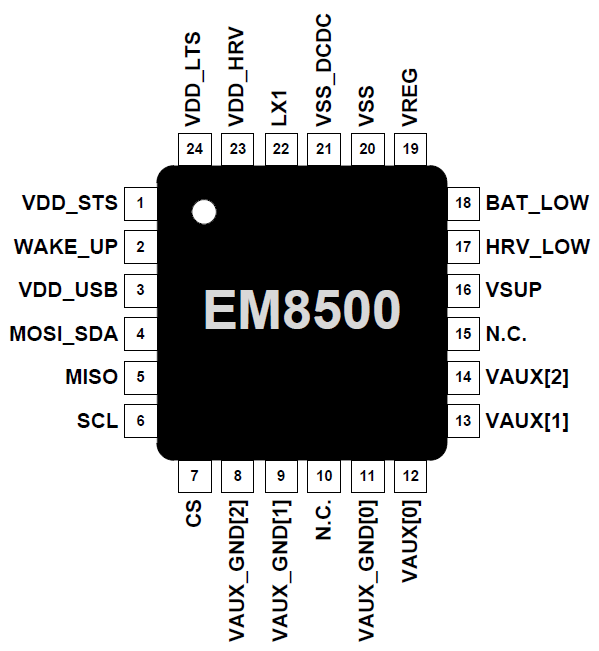 VDD_LTS
VDD_HRV
LX1
VSS_DCDC
VSS
VREG
24 23 22 21 20 19
VDD_STS 1 18 BAT_LOW
WAKE_UP 2 17 HRV_LOW
VDD_USB 3 16 VSUP
EM8500
MOSI_SDA 4 15 N.C.
MISO 5 14 VAUX[2]
SCL 6 13 VAUX[1]
7 8 9 10 11 12
CS
VAUX_GND[2]
VAUX_GND[1]
N.C.
VAUX_GND[0]
VAUX[0]